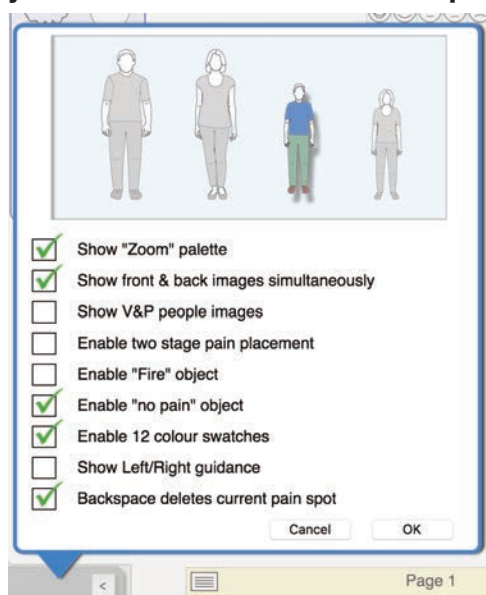 Show "Zoom" palette
Show front & back images simultaneously
Show V&P people images
Enable two stage pain placement
Enable "Fire" object
Enable "no pain" object
Enable 12 colour swatches
Show Left/Right guidance
Backspace deletes current pain spot
Cancel OK
< Page 1